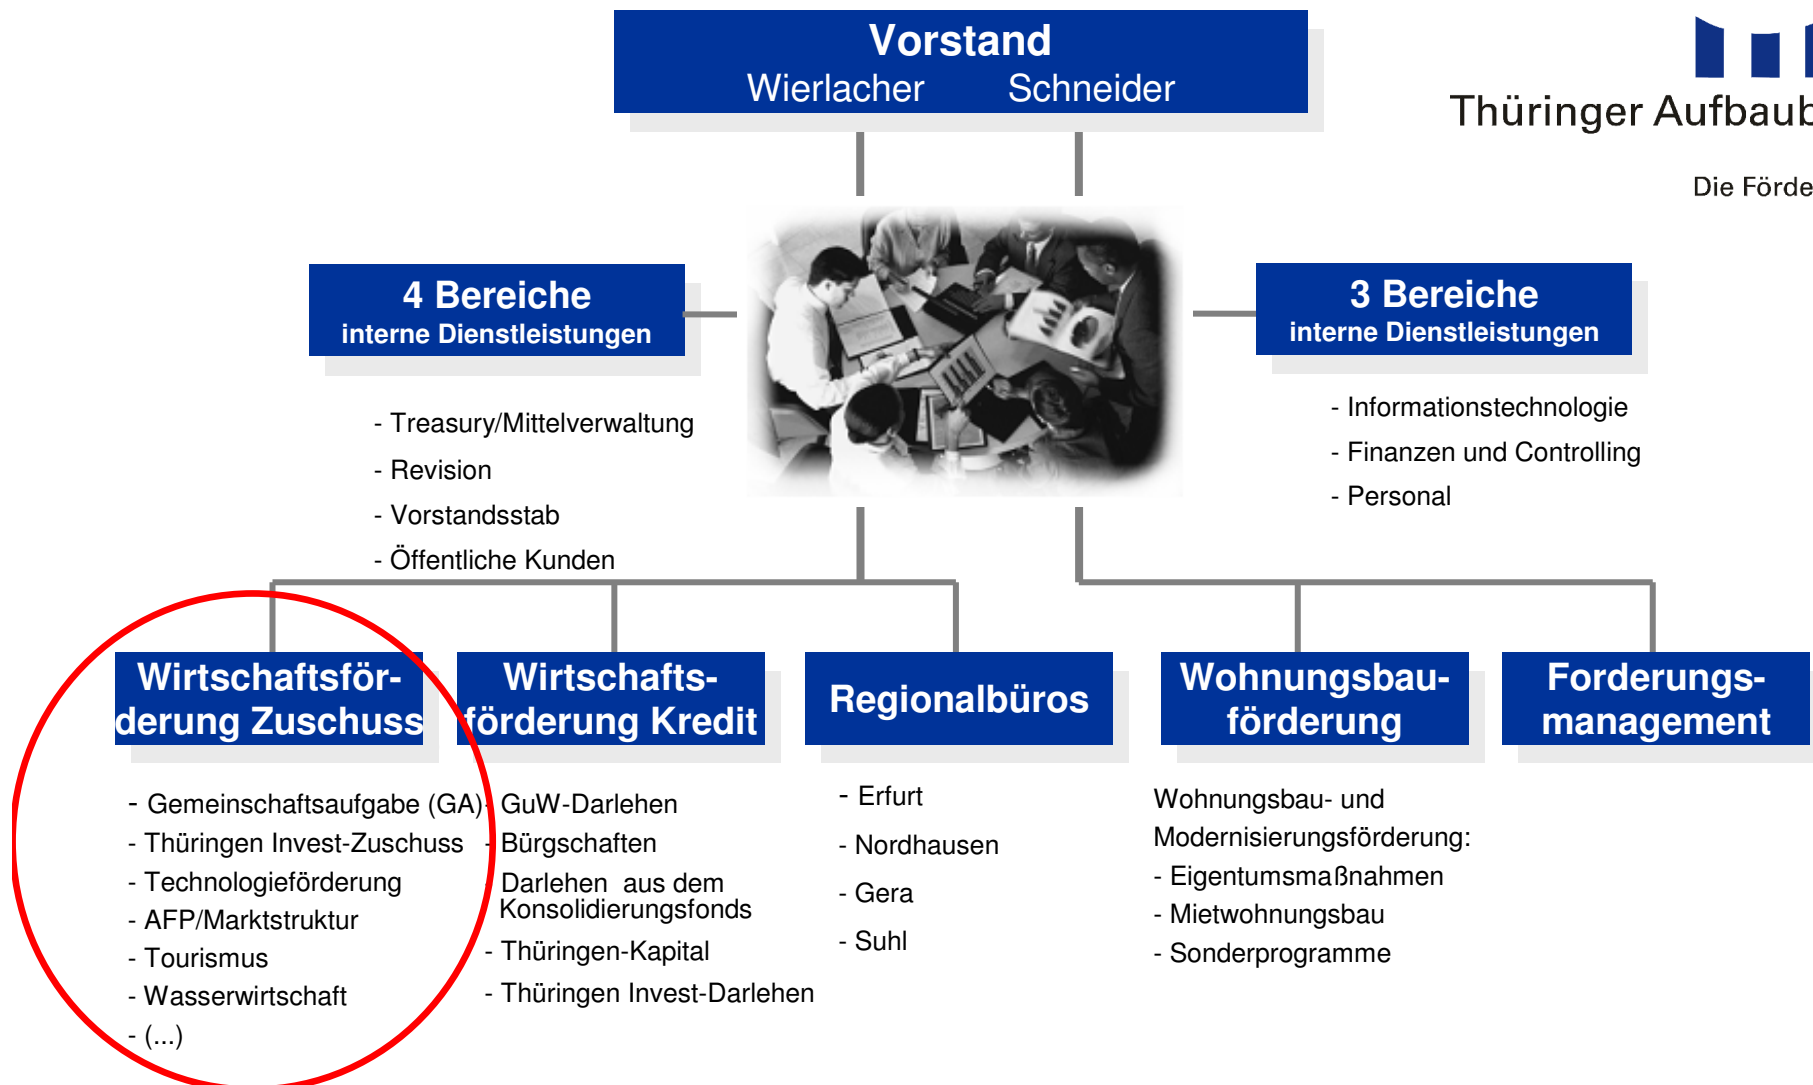 Vorstand
Wierlacher Schneider
Thüringer Aufbaub
Die Förde
4 Bereiche
interne Dienstleistungen
- Treasury/Mittelverwaltung
- Revision
- Vorstandsstab
- Öffentliche Kunden
3 Bereiche
interne Dienstleistungen
- Informationstechnologie
- Finanzen und Controlling
- Personal
Wirtschaftsför-
derung Zuschuss
- Gemeinschaftsaufgabe (GA)
- Thüringen Invest-Zuschuss
- Technologieförderung
- AFP/Marktstruktur
- Tourismus
- Wasserwirtschaft
- (...)
Wirtschafts-
förderung Kredit
- GuW-Darlehen
- Bürgschaften
- Darlehen aus dem
Konsolidierungsfonds
- Thüringen-Kapital
- Thüringen Invest-Darlehen
Regionalbüros
- Erfurt
- Nordhausen
- Gera
- Suhl
Wohnungsbau-
förderung
Wohnungsbau- und
Modernisierungsförderung:
- Eigentumsmaßnahmen
- Mietwohnungsbau
- Sonderprogramme
Forderungs-
management